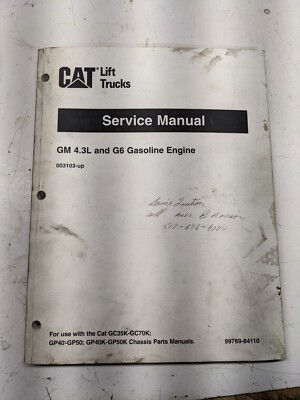 CAT Lift
Trucks
Service Manual
GM 4.3L and G6 Gasoline Engine
003103-up
call
For use with the Cat GC35K-GC70K;
GP40-GP50; GP40K-GP50K Chassis Parts Manuals.
99789-84110